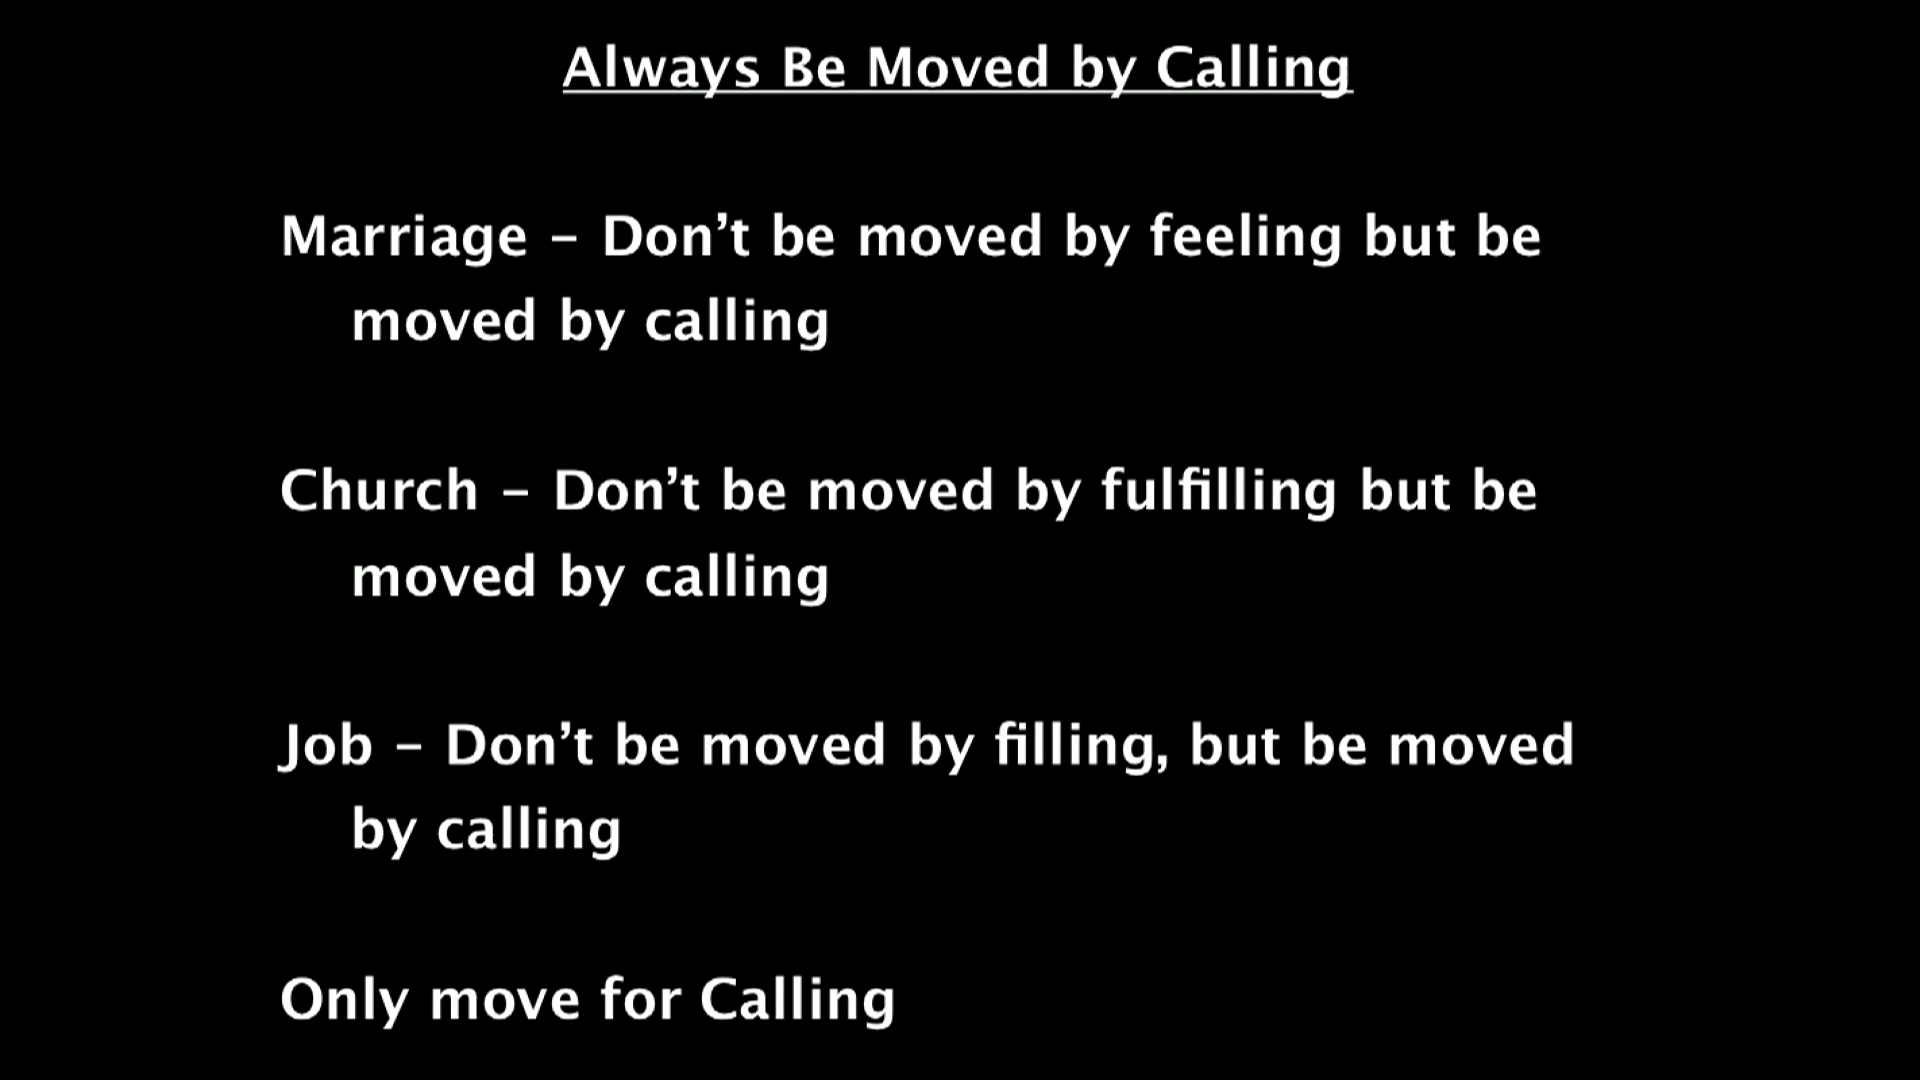 Always Be Moved by Calling
Marriage – Don’t be moved by feeling but be
moved by calling
Church – Don’t be moved by fulfilling but be
moved by calling
Job – Don’t be moved by filling, but be moved
by calling
Only move for Calling